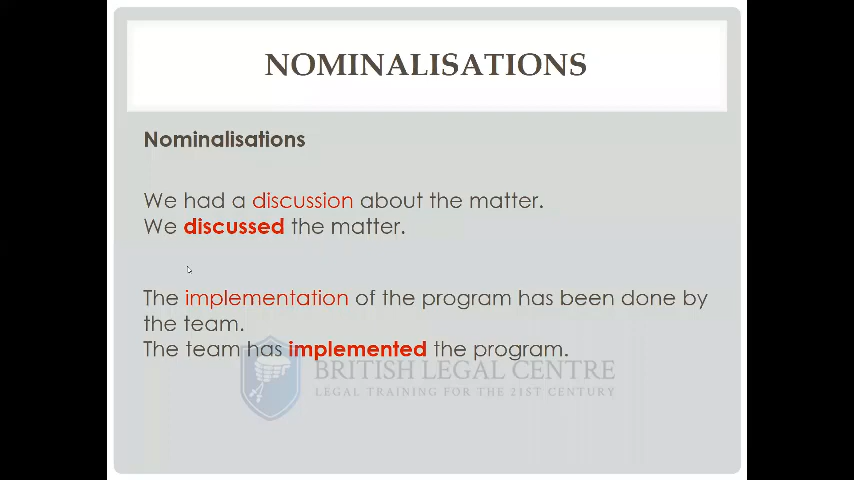 NOMINALISATIONS
Nominalisations
We had a discussion about the matter.
We discussed the matter.
The implementation of the program has been done by
the team.
The team has implemented the program.
BRITISH LEGAL CENTRE
LEGAL TRAINING FOR THE 21ST CENTURY